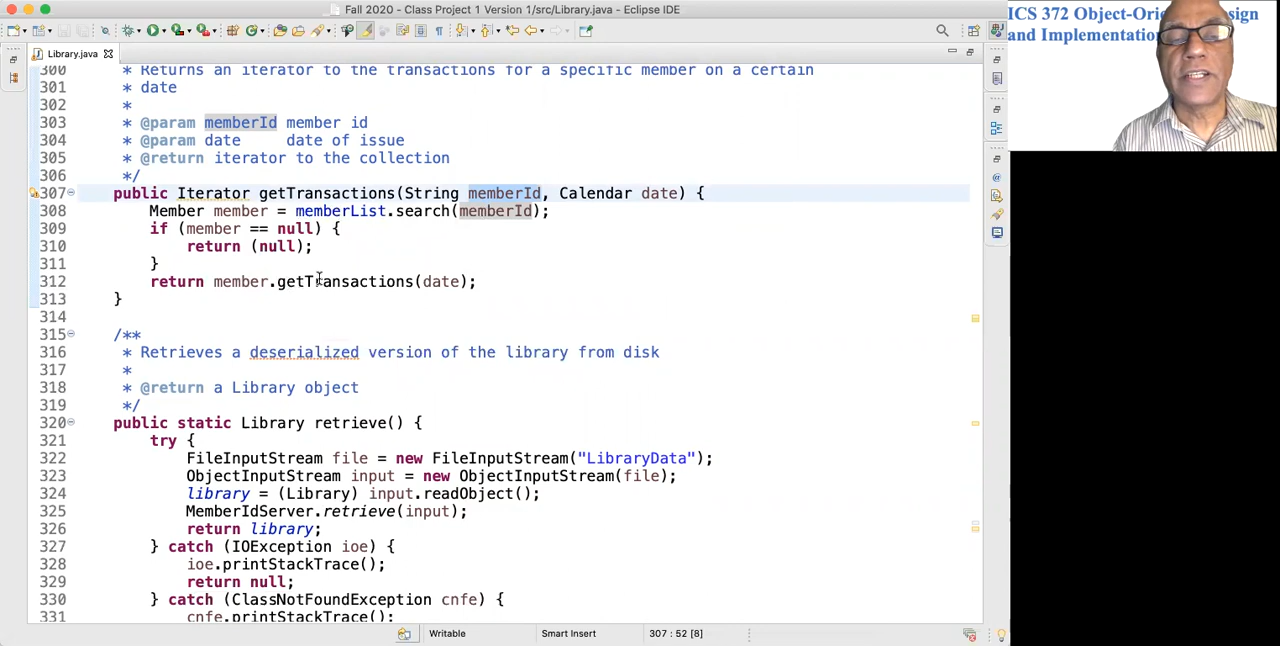 Fall 2020 - Class Project 1 Version 1/src/Library.java - Eclipse IDE
ICS 372 Object-Orie
sign
and Implementation
Library.java
300 * Returns an iterator to the transactions for a specific member on a certain
301 * date
302 *
303 * @param memberId member id
304 * @param date date of issue
305 * @return iterator to the collection
306 */
307 public Iterator getTransactions(String memberId, Calendar date) {
308 Member member = memberList.search(memberId);
309 if (member == null) {
310 return (null);
311 }
312 return member.getTransactions(date);
313 }
314
315 /**
316 * Retrieves a deserialized version of the library from disk
317 *
318 * @return a Library object
319 */
320 public static Library retrieve() {
321 try {
322 FileInputStream file = new FileInputStream("LibraryData");
323 ObjectInputStream input = new ObjectInputStream(file);
324 library = (Library) input.readObject();
325 MemberIdServer.retrieve(input);
326 return library;
327 } catch (IOException ioe) {
328 ioe.printStackTrace();
329 return null;
330 } catch (ClassNotFoundException cnfe) {
331 cnfe.printStackTrace();
Writable Smart Insert 307 : 52 [8]